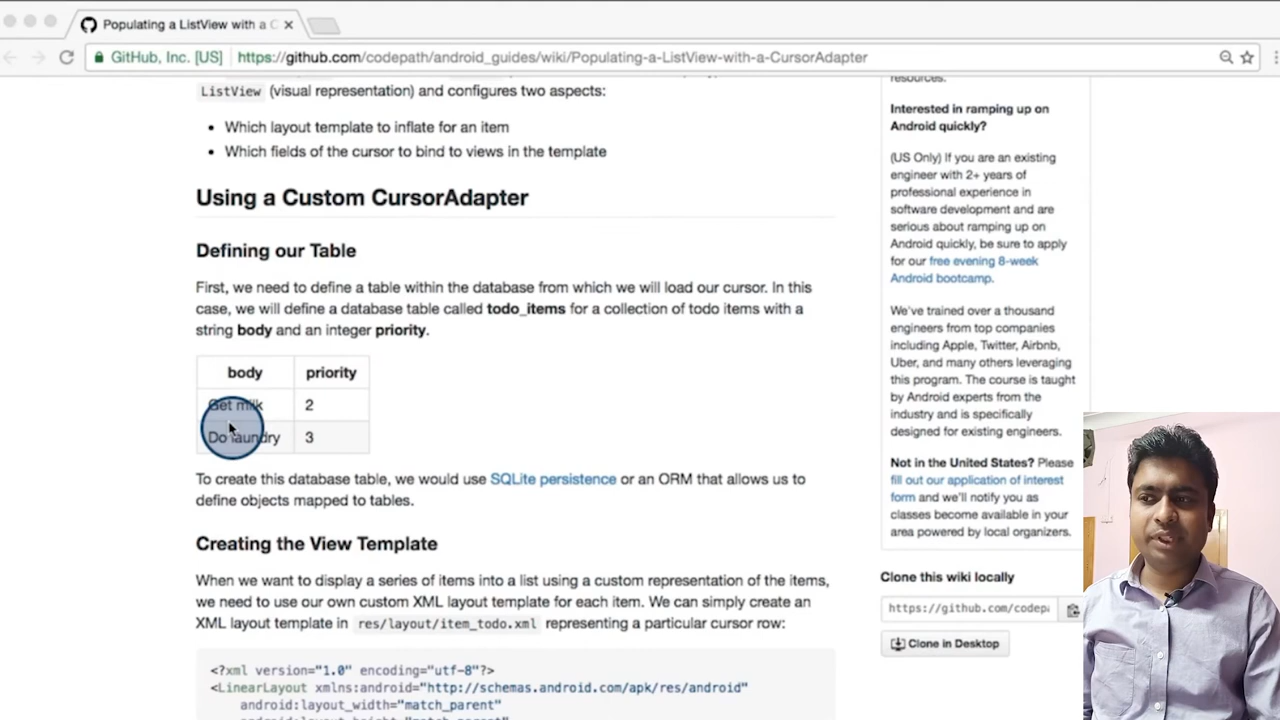 Populating a ListView with a C
GitHub, Inc. [US]
https://github.com/codepath/android_guides/wiki/Populating-a-ListView-with-a-CursorAdapter
ListView (visual representation) and configures two aspects:
• Which layout template to inflate for an item
• Which fields of the cursor to bind to views in the template
Using a Custom CursorAdapter
Defining our Table
First, we need to define a table within the database from which we will load our cursor. In this
case, we will define a database table called todo_items for a collection of todo items with a
string body and an integer priority.
body priority
Get milk 2
Do laundry 3
To create this database table, we would use SQLite persistence or an ORM that allows us to
define objects mapped to tables.
Creating the View Template
When we want to display a series of items into a list using a custom representation of the items,
we need to use our own custom XML layout template for each item. We can simply create an
XML layout template in res/layout/item_todo.xml representing a particular cursor row:
<?xml version="1.0" encoding="utf-8"?>
<LinearLayout xmlns:android="http://schemas.android.com/apk/res/android"
android:layout_width="match_parent"
resources.
Interested in ramping up on
Android quickly?
(US Only) If you are an existing
engineer with 2+ years of
professional experience in
software development and are
serious about ramping up on
Android quickly, be sure to apply
for our free evening 8-week
Android bootcamp.
We've trained over a thousand
engineers from top companies
including Apple, Twitter, Airbnb,
Uber, and many others leveraging
this program. The course is taught
by Android experts from the
industry and is specifically
designed for existing engineers.
Not in the United States? Please
fill out our application of interest
form and we'll notify you as
classes become available in your
area powered by local organizers.
Clone this wiki locally
https://github.com/codepa
Clone in Desktop